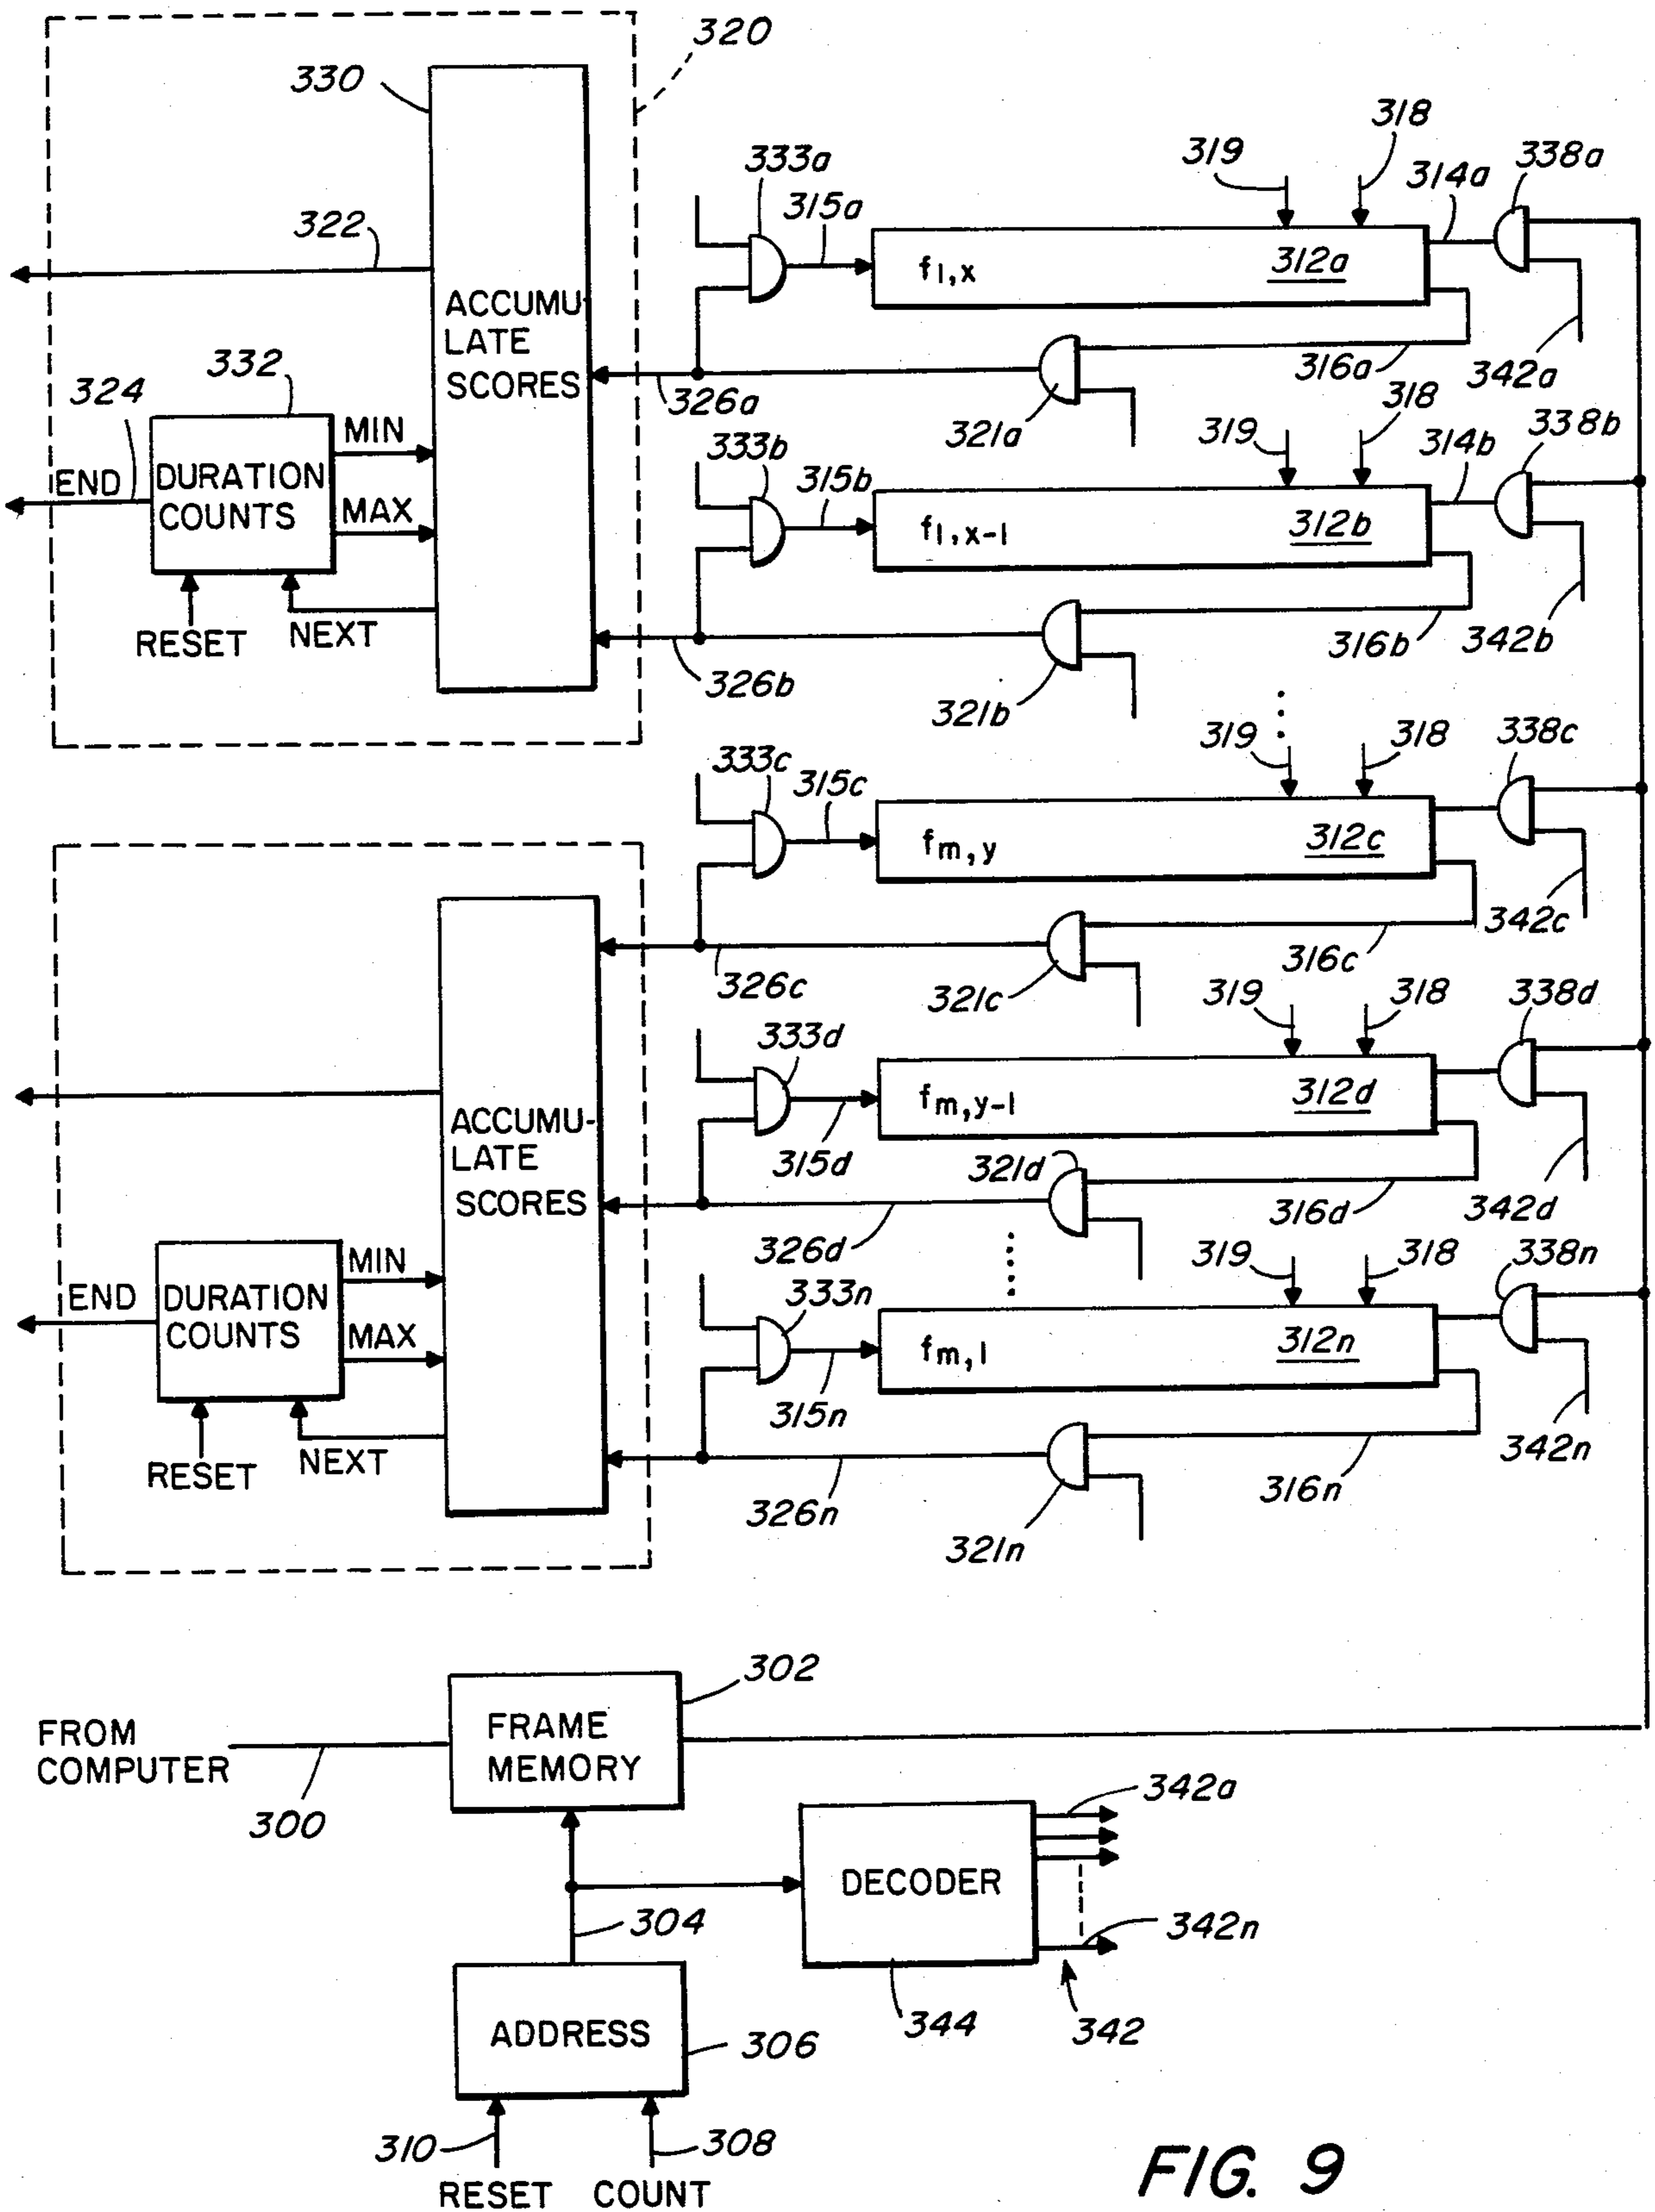 320
330
333a
315a
319
318
314a
338a
322
f1,x
312a
ACCUMU-
LATE
SCORES
326a
321a
316a
342a
332
324
END
DURATION
COUNTS
MIN
MAX
RESET
NEXT
333b
315b
319
318
314b
338b
f1,x-1
312b
326b
321b
316b
342b
333c
315c
319
318
338c
fm,y
312c
326c
321c
316c
342c
333d
315d
319
318
338d
fm,y-1
312d
ACCUMU-
LATE
SCORES
326d
321d
316d
342d
END
DURATION
COUNTS
MIN
MAX
RESET
NEXT
333n
315n
319
318
338n
fm,1
312n
326n
321n
316n
342n
FROM
COMPUTER
300
FRAME
MEMORY
302
304
DECODER
342a
342n
344
342
ADDRESS
306
310
308
RESET
COUNT
FIG. 9